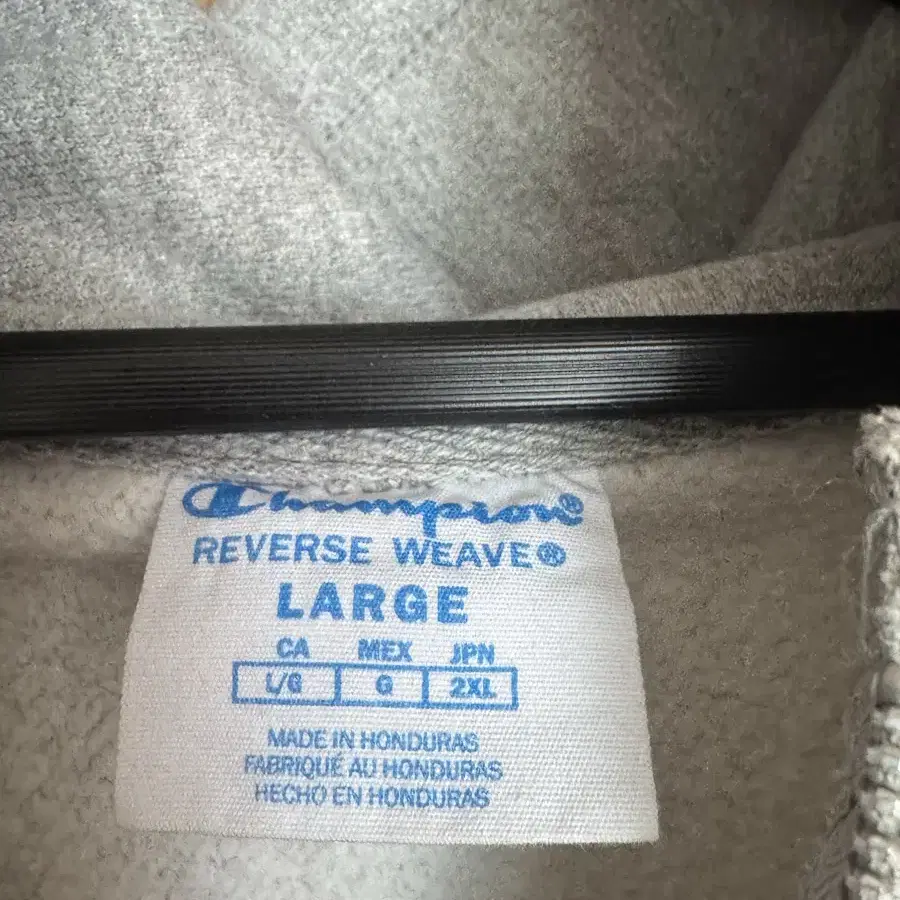 Champion®
REVERSE WEAVE®
LARGE
CA MEX JPN
L/G G 2XL
MADE IN HONDURAS
FABRIQUÉ AU HONDURAS
HECHO EN HONDURAS